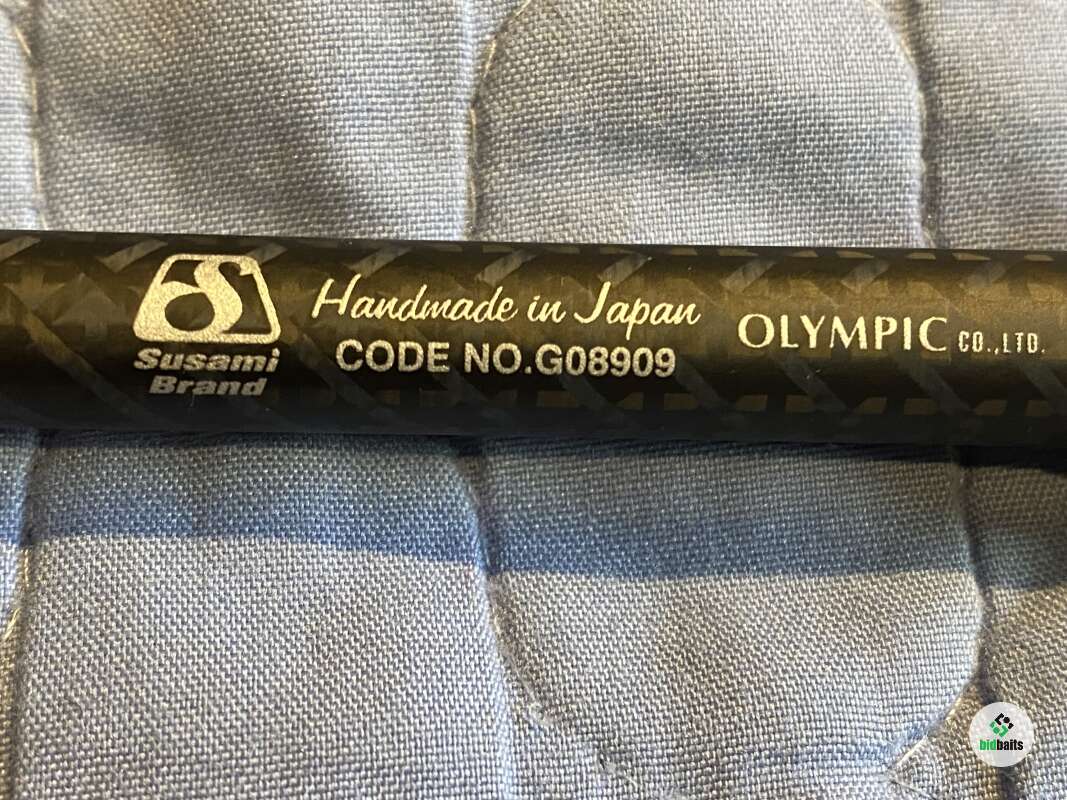 Susami
Brand
Handmade in Japan
CODE NO.G08909
OLYMPIC CO.,LTD.
bidbaits